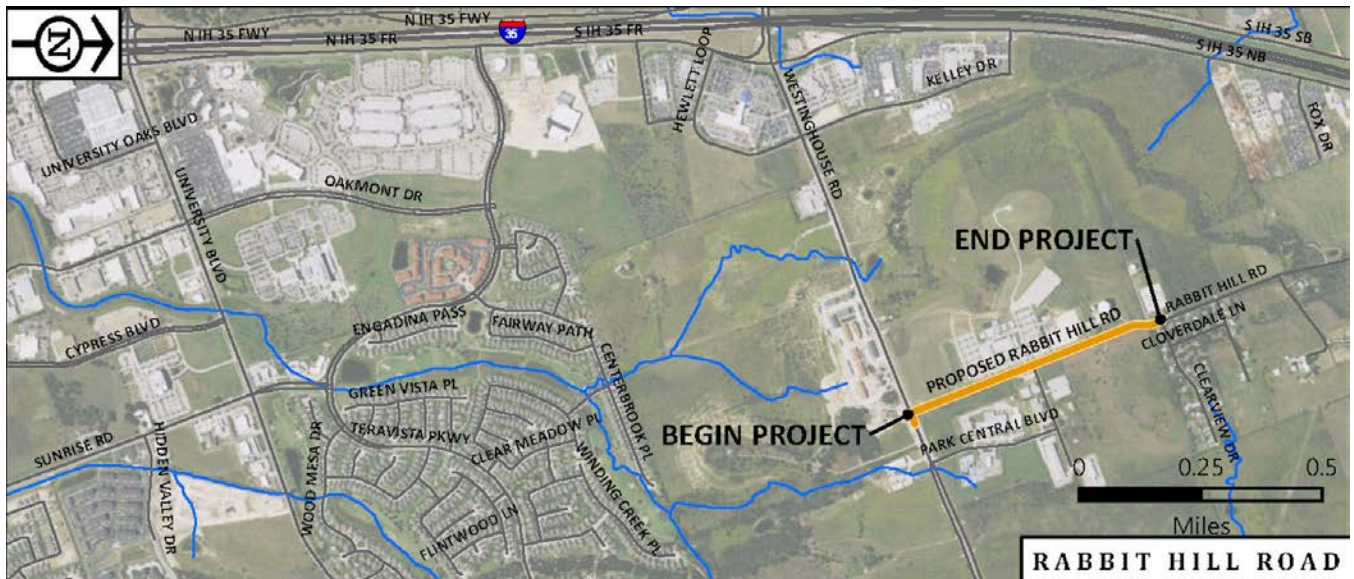 N
N IH 35 FWY
N IH 35 FWY
N IH 35 FR
35
S IH 35 FR
S IH 35 SB
S IH 35 NB
HEWLETT LOOP
WESTINGHOUSE RD
KELLEY DR
FOX DR
UNIVERSITY OAKS BLVD
UNIVERSITY BLVD
OAKMONT DR
END PROJECT
RABBIT HILL RD
CLOVERDALE LN
CYPRESS BLVD
ENGADINA PASS
FAIRWAY PATH
CENTERBROOK PL
PROPOSED RABBIT HILL RD
GREEN VISTA PL
CLEARVIEW DR
SUNRISE RD
HIDDEN VALLEY DR
WOOD MESA DR
TERAVISTA PKWY
CLEAR MEADOW PL
WINDING CREEK PL
FLINTWOOD LN
BEGIN PROJECT
PARK CENTRAL BLVD
0 0.25 0.5
Miles
RABBIT HILL ROAD